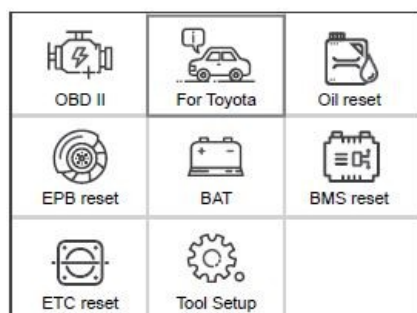 OBD II
For Toyota
Oil reset
EPB reset
BAT
BMS reset
ETC reset
Tool Setup